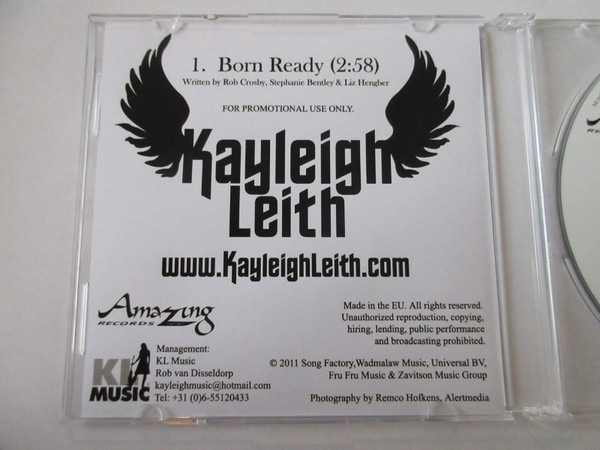 1. Born Ready (2:58)
Written by Rob Crosby, Stephanie Bentley & Liz Hengber
FOR PROMOTIONAL USE ONLY.
Kayleigh
Leith
www.KayleighLeith.com
Amazing
RECORDS
Made in the EU. All rights reserved.
Unauthorized reproduction, copying,
hiring, lending, public performance
and broadcasting prohibited.
Management:
KL Music
Rob van Disseldorp
kayleighmusic@hotmail.com
Tel: +31 (0)6-55120433
KL
MUSIC
© 2011 Song Factory,Wadmalaw Music, Universal BV,
Fru Fru Music & Zavitson Music Group
Photography by Remco Hofkens, Alertmedia